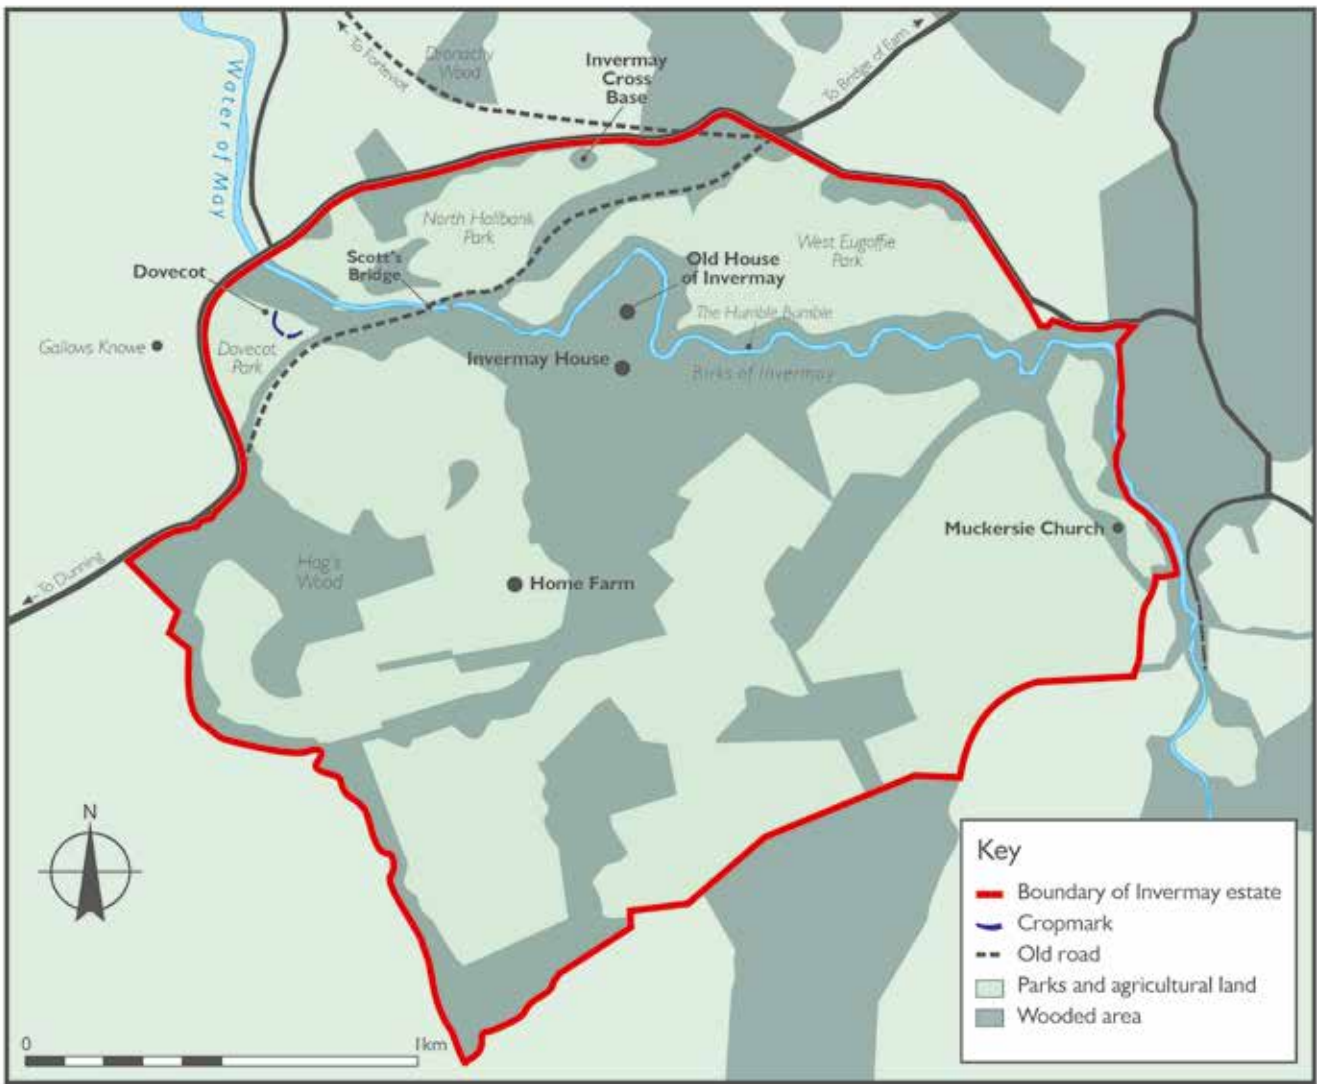 Dronachy
Wood
To Forteviot
Invermay
Cross
Base
To Bridge of Earn
Water of May
North Hallbank
Park
West Eugoffie
Park
Scott's
Bridge
Old House
of Invermay
Dovecot
The Humble Bumble
Gallows Knowe
Dovecot
Park
Invermay House
Birks of Invermay
Muckersie Church
Hog's
Wood
Home Farm
To Dunning
N
Key
Boundary of Invermay estate
Cropmark
Old road
Parks and agricultural land
Wooded area
0
1km